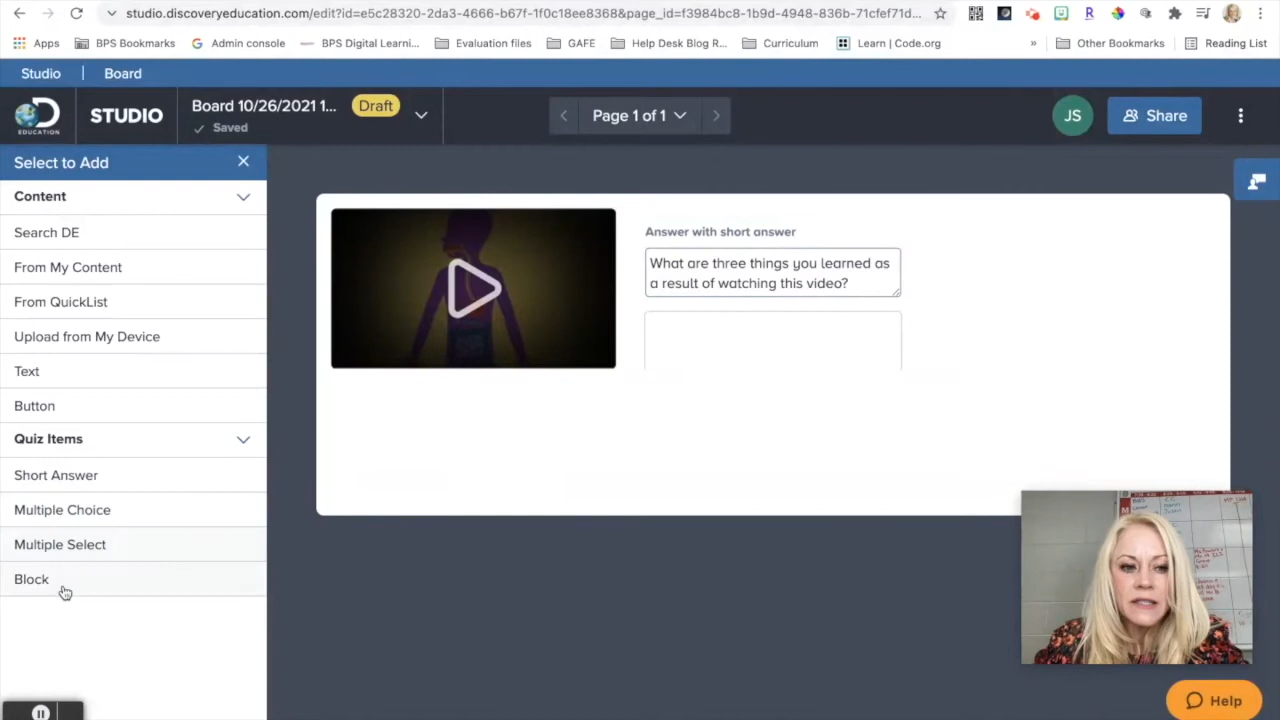 studio.discoveryeducation.com/edit?id=e5c28320-2da3-4666-b67f-1f0c18ee8368&page_id=f3984bc8-1b9d-4948-836b-71cfef71d...
Apps
BPS Bookmarks
Admin console
BPS Digital Learni...
Evaluation files
GAFE
Help Desk Blog R...
Curriculum
Learn | Code.org
»
Other Bookmarks
Reading List
Studio | Board
EDUCATION
STUDIO
Board 10/26/2021 1...
Draft
Saved
Page 1 of 1
JS
Share
Select to Add
Content
Search DE
From My Content
From QuickList
Upload from My Device
Text
Button
Quiz Items
Short Answer
Multiple Choice
Multiple Select
Block
Answer with short answer
What are three things you learned as
a result of watching this video?
Help